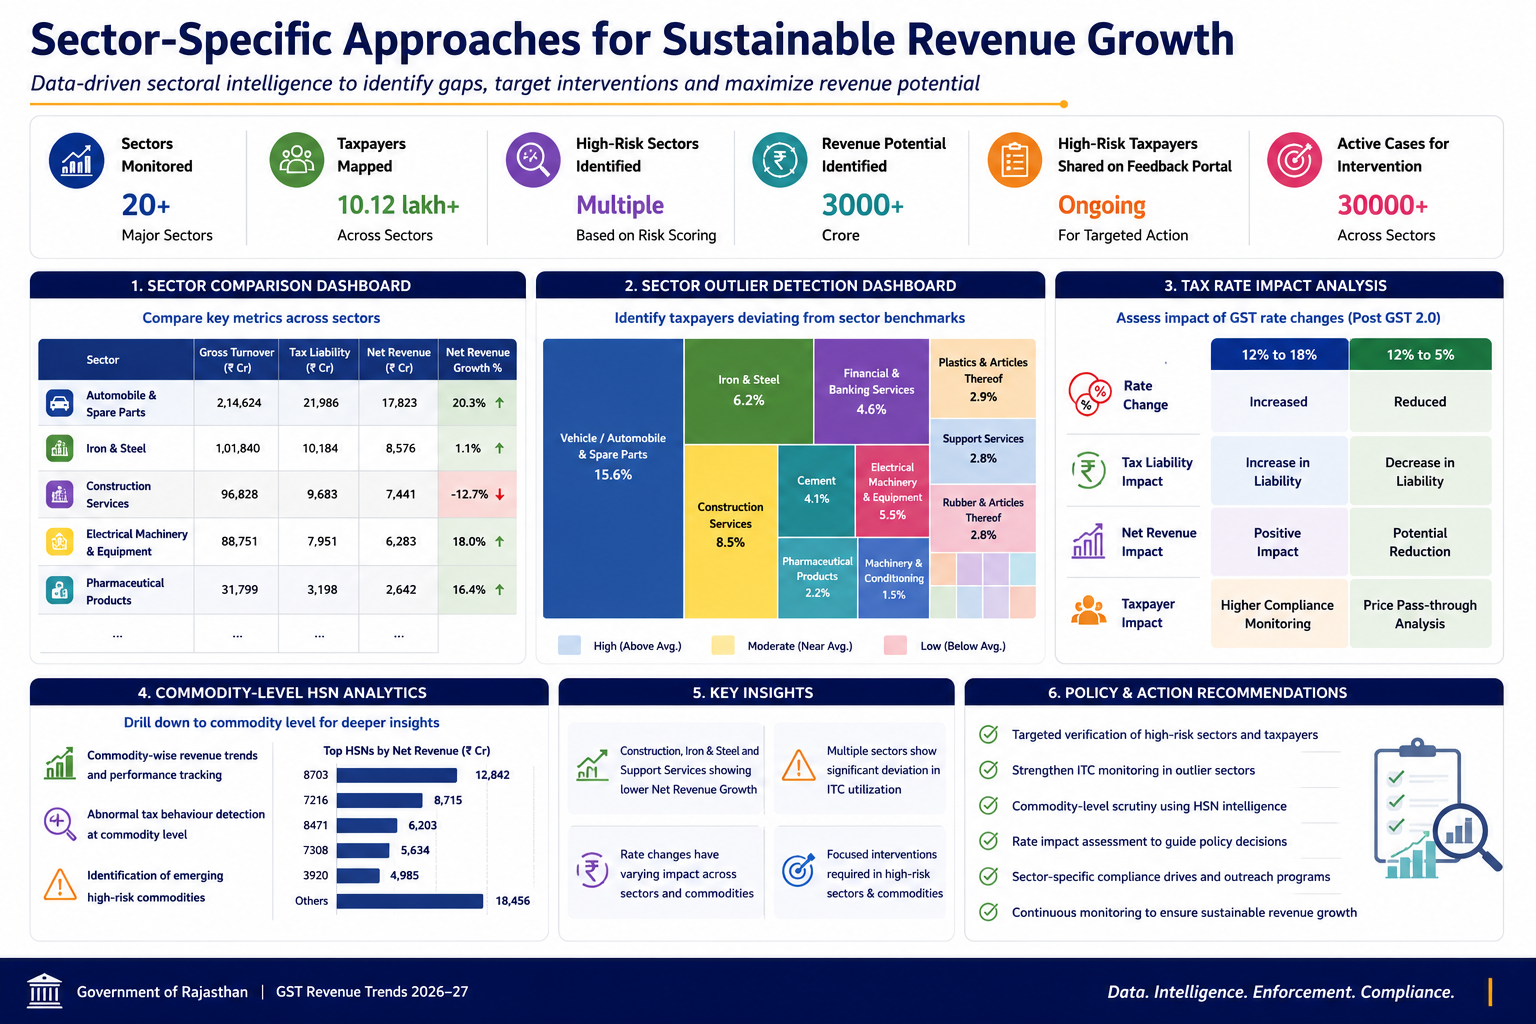 Sector-Specific Approaches for Sustainable Revenue Growth
Data-driven sectoral intelligence to identify gaps, target interventions and maximize revenue potential
Sectors
Monitored
20+
Major Sectors
Taxpayers
Mapped
10.12 lakh+
Across Sectors
High-Risk Sectors
Identified
Multiple
Based on Risk Scoring
Revenue Potential
Identified
3000+
Crore
High-Risk Taxpayers
Shared on Feedback Portal
Ongoing
For Targeted Action
Active Cases for
Intervention
30000+
Across Sectors
1. SECTOR COMPARISON DASHBOARD
Compare key metrics across sectors
Sector
Gross Turnover
(₹ Cr)
Tax Liability
(₹ Cr)
Net Revenue
(₹ Cr)
Net Revenue
Growth %
Automobile &
Spare Parts
2,14,624 21,986 17,823 20.3% ↑
Iron & Steel 1,01,840 10,184 8,576 1.1% ↑
Construction
Services
96,828 9,683 7,441 -12.7% ↓
Electrical Machinery
& Equipment
88,751 7,951 6,283 18.0% ↑
Pharmaceutical
Products
31,799 3,198 2,642 16.4% ↑
... ... ... ...
2. SECTOR OUTLIER DETECTION DASHBOARD
Identify taxpayers deviating from sector benchmarks
Vehicle / Automobile
& Spare Parts
15.6%
Iron & Steel
6.2%
Financial &
Banking Services
4.6%
Plastics & Articles
Thereof
2.9%
Support Services
2.8%
Construction
Services
8.5%
Cement
4.1%
Electrical
Machinery
& Equipment
5.5%
Rubber & Articles
Thereof
2.8%
Pharmaceutical
Products
2.2%
Machinery &
Conditioning
1.5%
High (Above Avg.)
Moderate (Near Avg.)
Low (Below Avg.)
3. TAX RATE IMPACT ANALYSIS
Assess impact of GST rate changes (Post GST 2.0)
12% to 18% 12% to 5%
Rate
Change
Increased
Reduced
Tax Liability
Impact
Increase in
Liability
Decrease in
Liability
Net Revenue
Impact
Positive
Impact
Potential
Reduction
Taxpayer
Impact
Higher Compliance
Monitoring
Price Pass-through
Analysis
4. COMMODITY-LEVEL HSN ANALYTICS
Drill down to commodity level for deeper insights
Commodity-wise revenue trends
and performance tracking
Abnormal tax behaviour detection
at commodity level
Identification of emerging
high-risk commodities
Top HSNs by Net Revenue (₹ Cr)
8703 12,842
7216 8,715
8471 6,203
7308 5,634
3920 4,985
Others 18,456
5. KEY INSIGHTS
Construction, Iron & Steel and
Support Services showing
lower Net Revenue Growth
Multiple sectors show
significant deviation in
ITC utilization
Rate changes have
varying impact across
sectors and commodities
Focused interventions
required in high-risk
sectors & commodities
6. POLICY & ACTION RECOMMENDATIONS
Targeted verification of high-risk sectors and taxpayers
Strengthen ITC monitoring in outlier sectors
Commodity-level scrutiny using HSN intelligence
Rate impact assessment to guide policy decisions
Sector-specific compliance drives and outreach programs
Continuous monitoring to ensure sustainable revenue growth
Government of Rajasthan | GST Revenue Trends 2026–27
Data. Intelligence. Enforcement. Compliance.